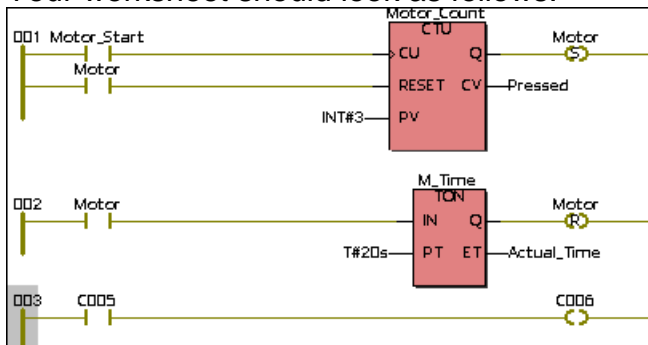 Your worksheet should look as follows:
Motor_Count
001 Motor_Start CTU Motor
CU Q S
Motor
RESET CV Pressed
INT#3 PV
M_Time
002 Motor TON Motor
IN Q R
T#20s PT ET Actual_Time
003 C005 C006